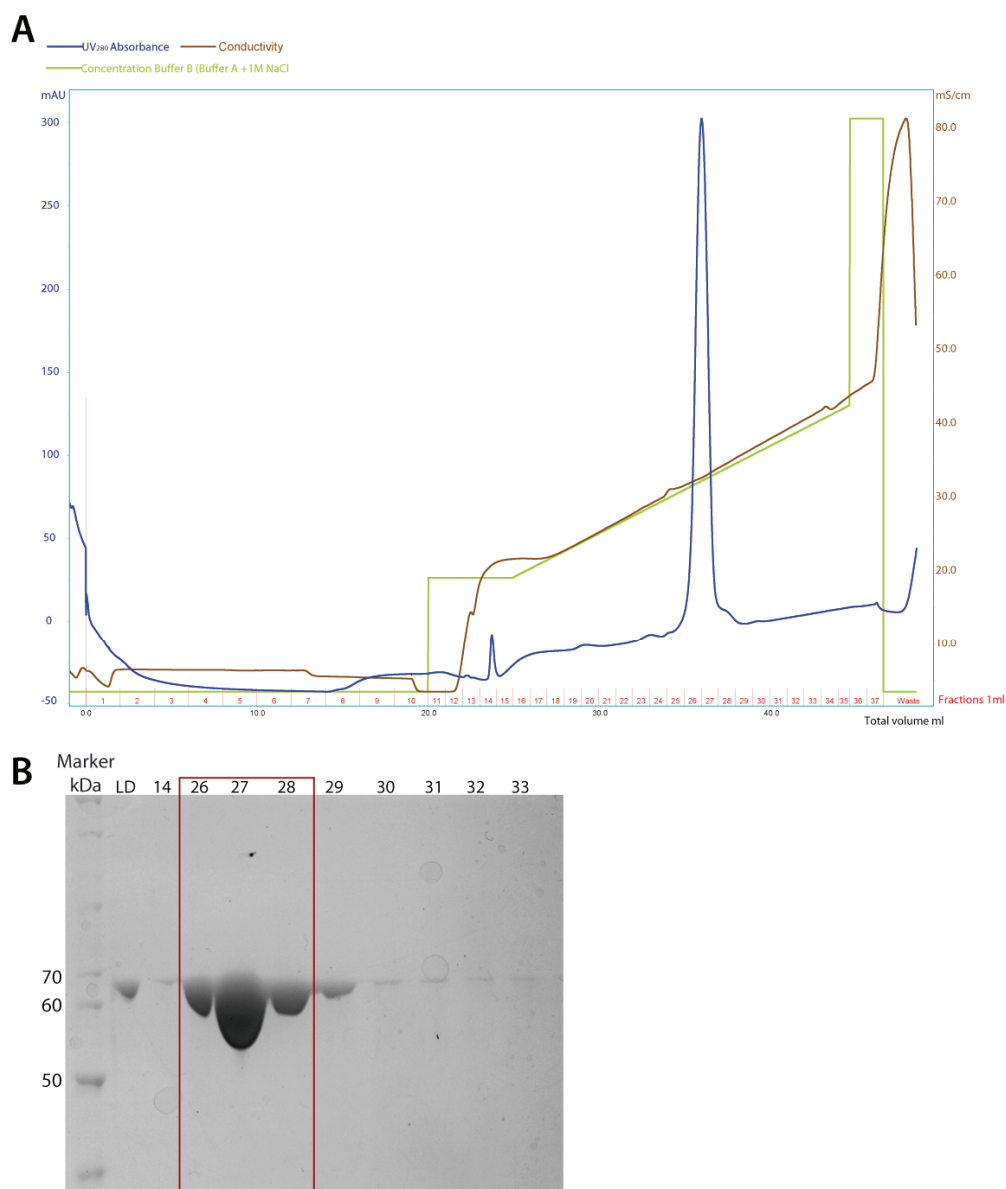 A
UV280 Absorbance Conductivity
Concentration Buffer B (Buffer A +1M NaCl
mAU mS/cm
300
250
200
150
100
50
0
-50
80.0
70.0
60.0
50.0
40.0
30.0
20.0
10.0
1 2 3 4 5 6 7 8 9 10 11 12 13 14 15 16 17 18 19 20 21 22 23 24 25 26 27 28 29 30 31 32 33 34 35 36 37 Waste Fractions 1ml
0.0 10.0 20.0 30.0 40.0
Total volume ml
B
Marker
kDa LD 14 26 27 28 29 30 31 32 33
70
60
50